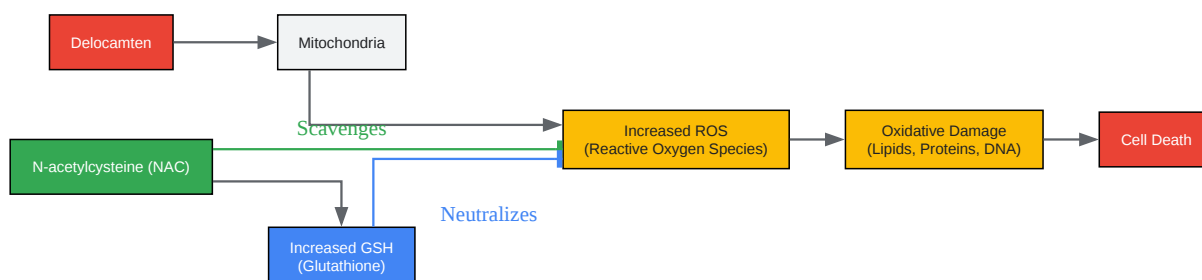 Delocamten
Mitochondria
Scavenges
Increased ROS
(Reactive Oxygen Species)
Oxidative Damage
(Lipids, Proteins, DNA)
Cell Death
N-acetylcysteine (NAC)
Neutralizes
Increased GSH
(Glutathione)